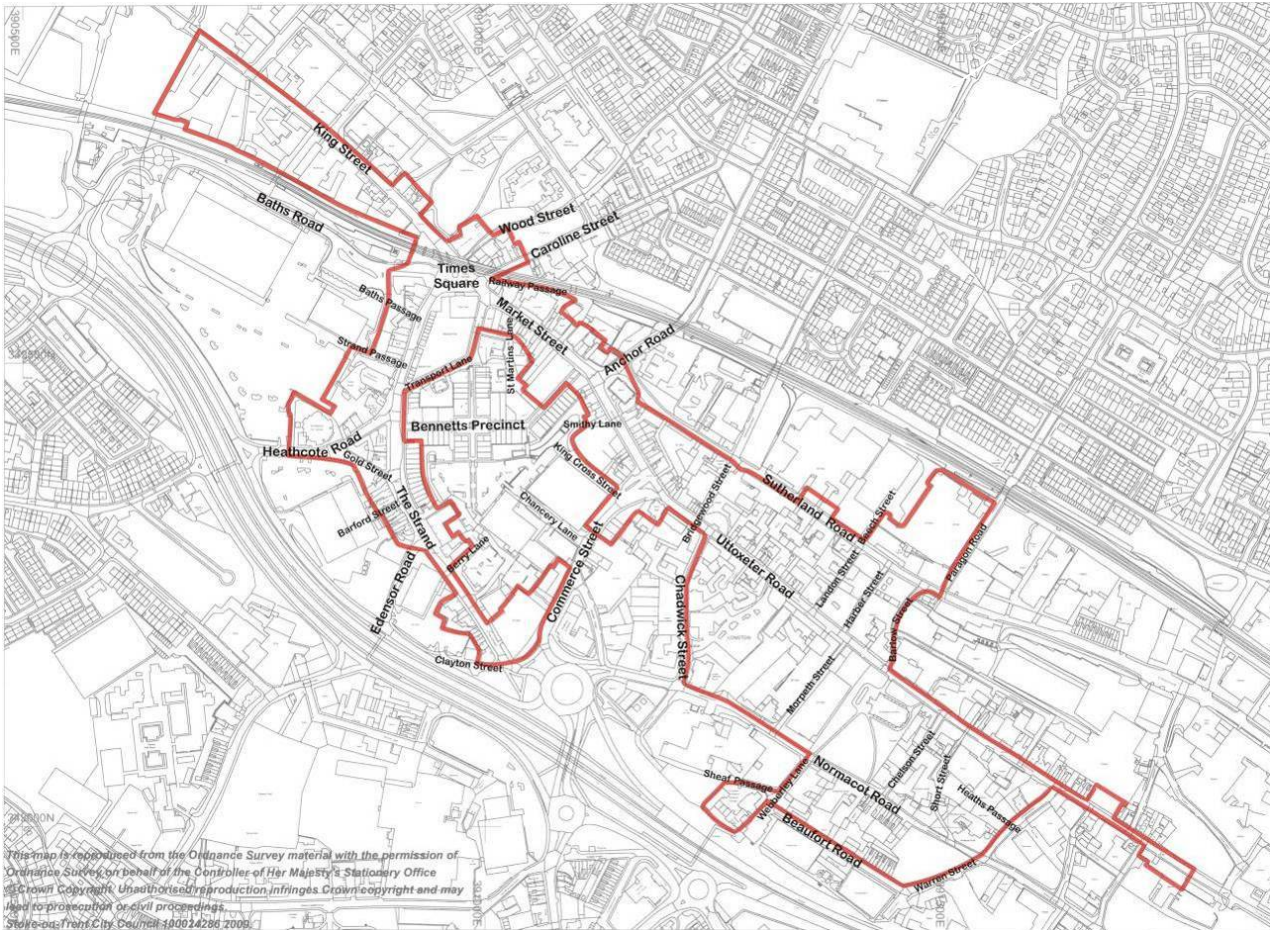 390500E
King Street
Baths Road
Wood Street
Caroline Street
Times
Square
Railway Passage
Baths Passage
Market Street
Strand Passage
St Martins Lane
Anchor Road
Transport Lane
Bennetts Precinct
Smithy Lane
Heathcote Road
Gold Street
King Cross Street
The Strand
Chancery Lane
Barford Street
Berry Lane
Bridgewood Street
Sutherland Road
Beech Street
Uttoxeter Road
Paragon Road
Edensor Road
Commerce Street
Landon Street
Harber Street
Chadwick Street
Barlow Street
Clayton Street
Morpeth Street
Sheaf Passage
Webberley Lane
Normacot Road
Chelson Street
Short Street
Heaths Passage
Beaufort Road
Warren Street
This map is reproduced from the Ordnance Survey material with the permission of
Ordnance Survey on behalf of the Controller of Her Majesty's Stationery Office
© Crown Copyright. Unauthorised reproduction infringes Crown copyright and may
lead to prosecution or civil proceedings.
Stoke-on-Trent City Council 100024286 2009.